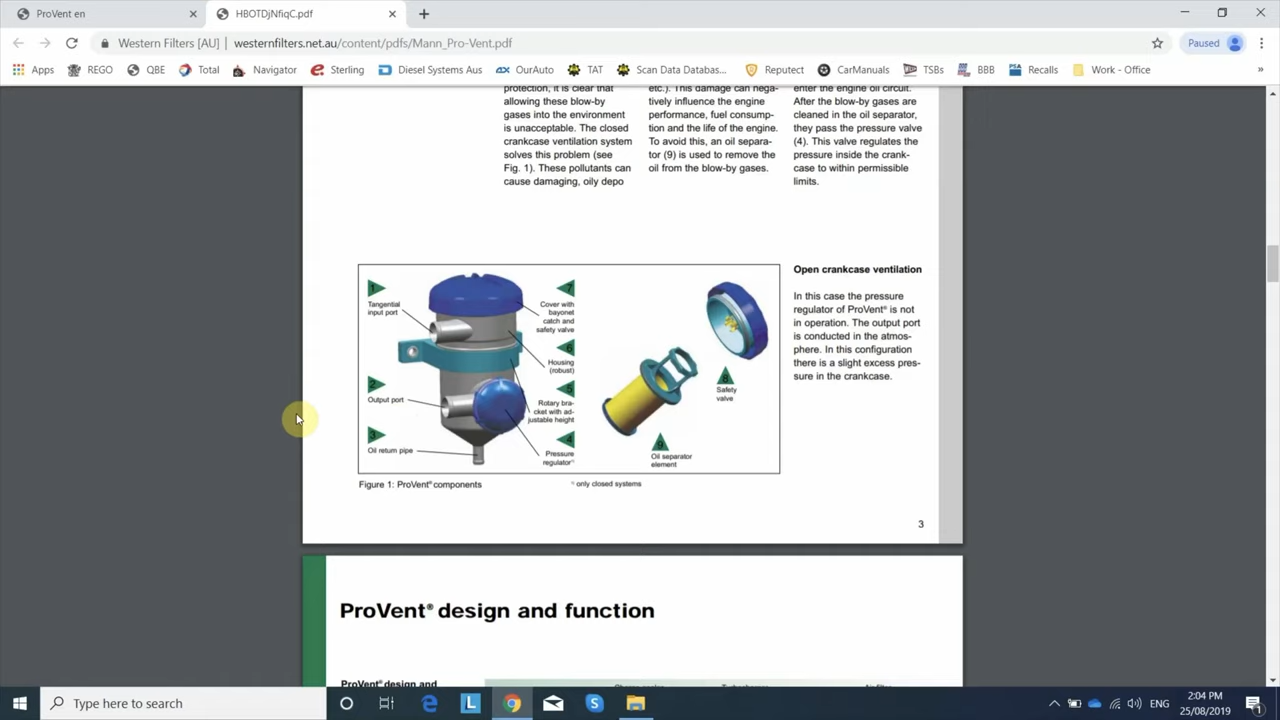 ProVent en
HBOTDjNfiqC.pdf
Western Filters [AU] | westernfilters.net.au/content/pdfs/Mann_Pro-Vent.pdf
Paused
Apps REGO QBE Total Navigator Sterling Diesel Systems Aus OurAuto TAT Scan Data Databas... Reputect CarManuals TSBs BBB Recalls Work - Office »
protection, it is clear that
allowing these blow-by
gases into the environment
is unacceptable. The closed
crankcase ventilation system
solves this problem (see
Fig. 1). These pollutants can
cause damaging, oily depo
etc.). This damage can nega-
tively influence the engine
performance, fuel consump-
tion and the life of the engine.
To avoid this, an oil separa-
tor (9) is used to remove the
oil from the blow-by gases.
enter the engine oil circuit.
After the blow-by gases are
cleaned in the oil separator,
they pass the pressure valve
(4). This valve regulates the
pressure inside the crank-
case to within permissible
limits.
1
Tangential
input port
2
Output port
3
Oil return pipe
7
Cover with
bayonet
catch and
safety valve
6
Housing
(robust)
5
Rotary bra-
cket with ad-
justable height
4
Pressure
regulator*)
8
Safety
valve
9
Oil separator
element
Figure 1: ProVent® components
*) only closed systems
Open crankcase ventilation
In this case the pressure
regulator of ProVent® is not
in operation. The output port
is conducted in the atmos-
phere. In this configuration
there is a slight excess pres-
sure in the crankcase.
3
ProVent® design and function
ProVent® design and
Type here to search
ENG
2:04 PM
25/08/2019